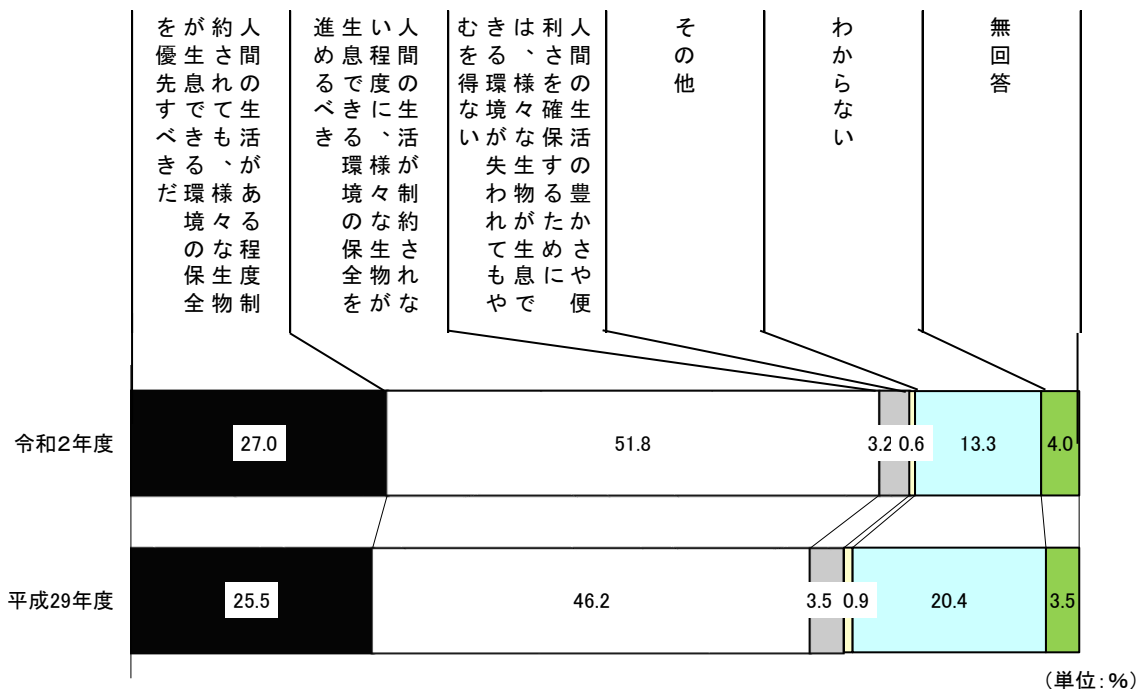 人間の生活がある程度制
約されても、様々な生物
が生息できる環境の保全
を優先すべきだ
人間の生活が制約されな
い程度に、様々な生物が
生息できる環境の保全を
進めるべき
人間の生活の豊かさや便
利さを確保するために
は、様々な生物が生息で
きる環境が失われてもや
むを得ない
その他
わからない
無回答
令和2年度
27.0
51.8
3.2
0.6
13.3
4.0
平成29年度
25.5
46.2
3.5
0.9
20.4
3.5
(単位:%)